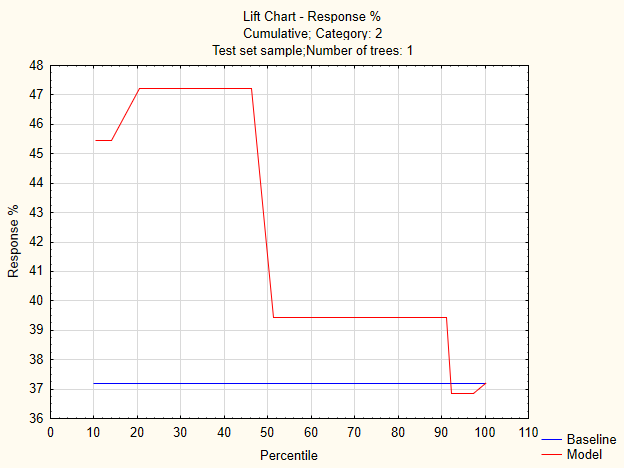 Lift Chart - Response %
Cumulative; Category: 2
Test set sample;Number of trees: 1
48
47
46
45
44
43
42
41
40
39
38
37
36
Response %
0 10 20 30 40 50 60 70 80 90 100 110
Percentile
Baseline
Model